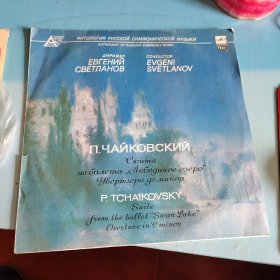 АНТОЛОГИЯ РУССКОЙ СИМФОНИЧЕСКОЙ МУЗЫКИ
ANTHOLOGY OF RUSSIAN SYMPHONY MUSIC
ДИРИЖЕР
ЕВГЕНИЙ
СВЕТЛАНОВ
CONDUCTOR
EVGENI
SVETLANOV
П. ЧАЙКОВСКИЙ
Сюита
из балета „Лебединое озеро”
Увертюра до минор
P. TCHAIKOVSKY
Suite
from the ballet "Swan Lake"
Overture in C minor